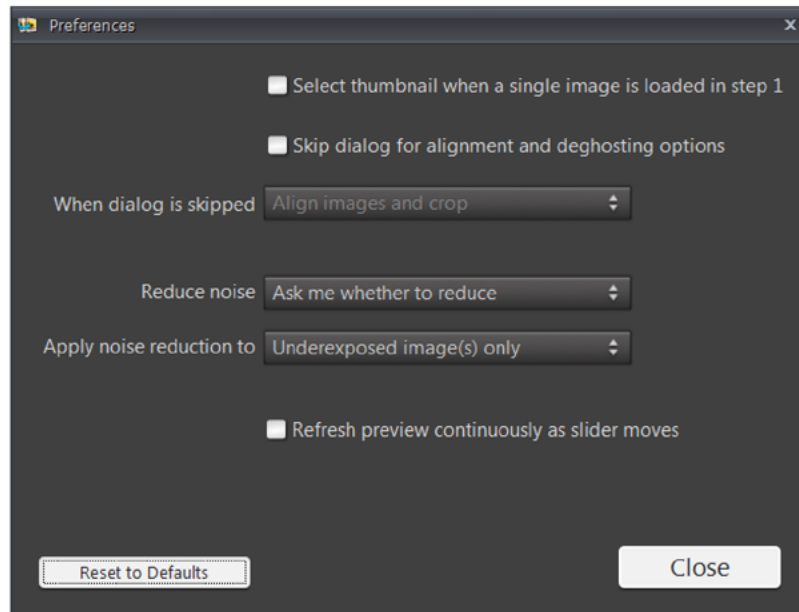 Preferences
Select thumbnail when a single image is loaded in step 1
Skip dialog for alignment and deghosting options
When dialog is skipped Align images and crop
Reduce noise Ask me whether to reduce
Apply noise reduction to Underexposed image(s) only
Refresh preview continuously as slider moves
Reset to Defaults Close